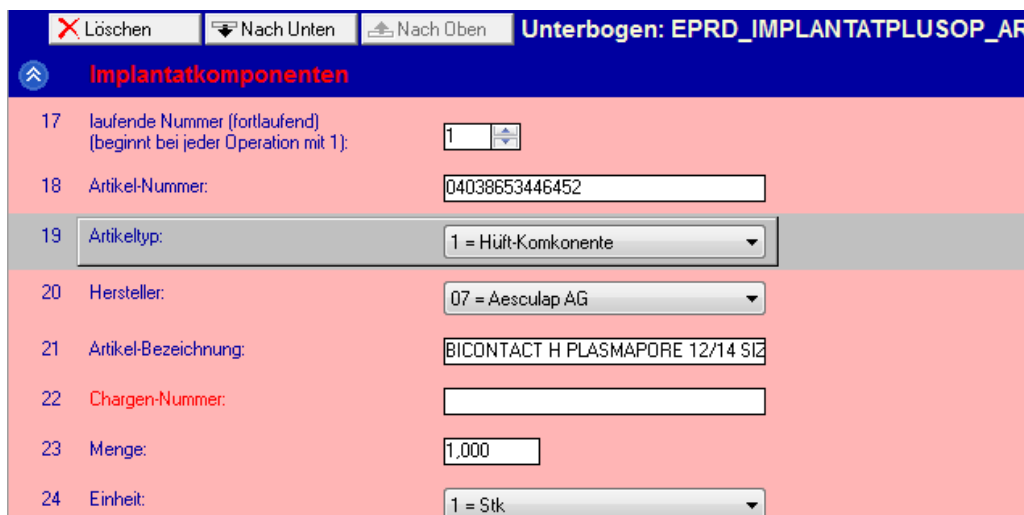 Löschen Nach Unten Nach Oben Unterbogen: EPRD_IMPLANTATPLUSOP_AR
Implantatkomponenten
17 laufende Nummer (fortlaufend)
(beginnt bei jeder Operation mit 1): 1
18 Artikel-Nummer: 04038653446452
19 Artikeltyp: 1 = Hüft-Komkonente
20 Hersteller: 07 = Aesculap AG
21 Artikel-Bezeichnung: BICONTACT H PLASMAPORE 12/14 SIZ
22 Chargen-Nummer:
23 Menge: 1,000
24 Einheit: 1 = Stk